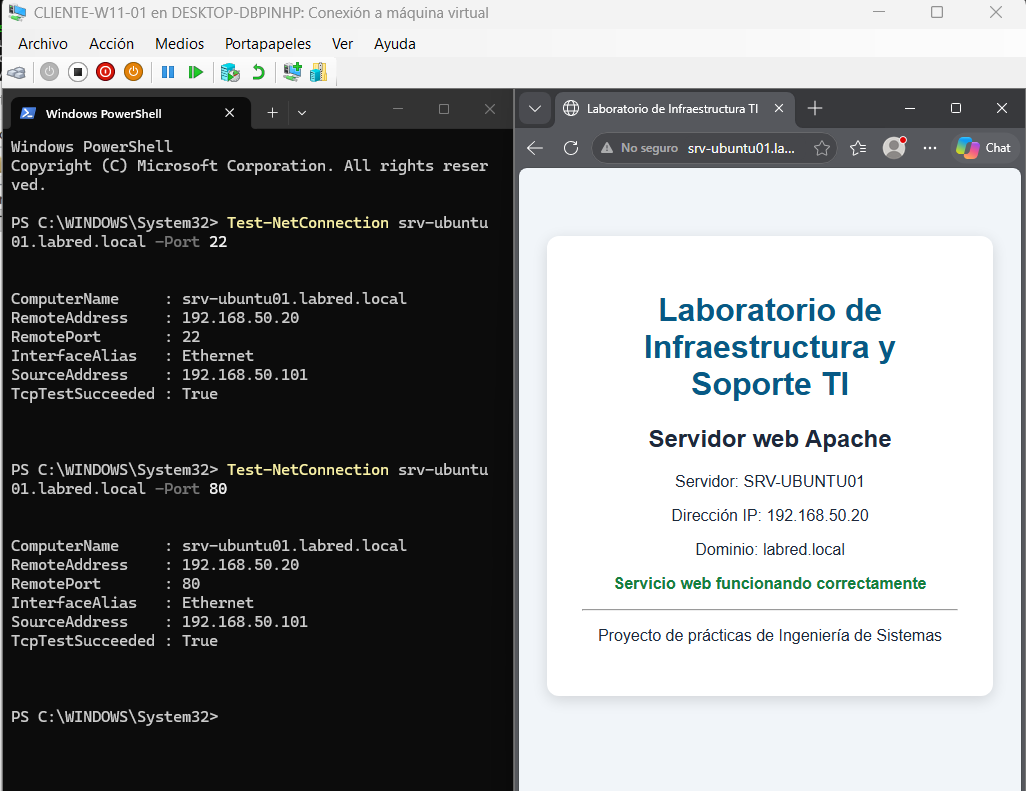 CLIENTE-W11-01 en DESKTOP-DBPINHP: Conexión a máquina virtual
Archivo Acción Medios Portapapeles Ver Ayuda
Windows PowerShell
Windows PowerShell
Copyright (C) Microsoft Corporation. All rights reser
ved.
PS C:\WINDOWS\System32> Test-NetConnection srv-ubuntu
01.labred.local -Port 22
ComputerName     : srv-ubuntu01.labred.local
RemoteAddress    : 192.168.50.20
RemotePort       : 22
InterfaceAlias   : Ethernet
SourceAddress    : 192.168.50.101
TcpTestSucceeded : True
PS C:\WINDOWS\System32> Test-NetConnection srv-ubuntu
01.labred.local -Port 80
ComputerName     : srv-ubuntu01.labred.local
RemoteAddress    : 192.168.50.20
RemotePort       : 80
InterfaceAlias   : Ethernet
SourceAddress    : 192.168.50.101
TcpTestSucceeded : True
PS C:\WINDOWS\System32>
Laboratorio de Infraestructura TI
No seguro srv-ubuntu01.la... Chat
Laboratorio de
Infraestructura y
Soporte TI
Servidor web Apache
Servidor: SRV-UBUNTU01
Dirección IP: 192.168.50.20
Dominio: labred.local
Servicio web funcionando correctamente
Proyecto de prácticas de Ingeniería de Sistemas